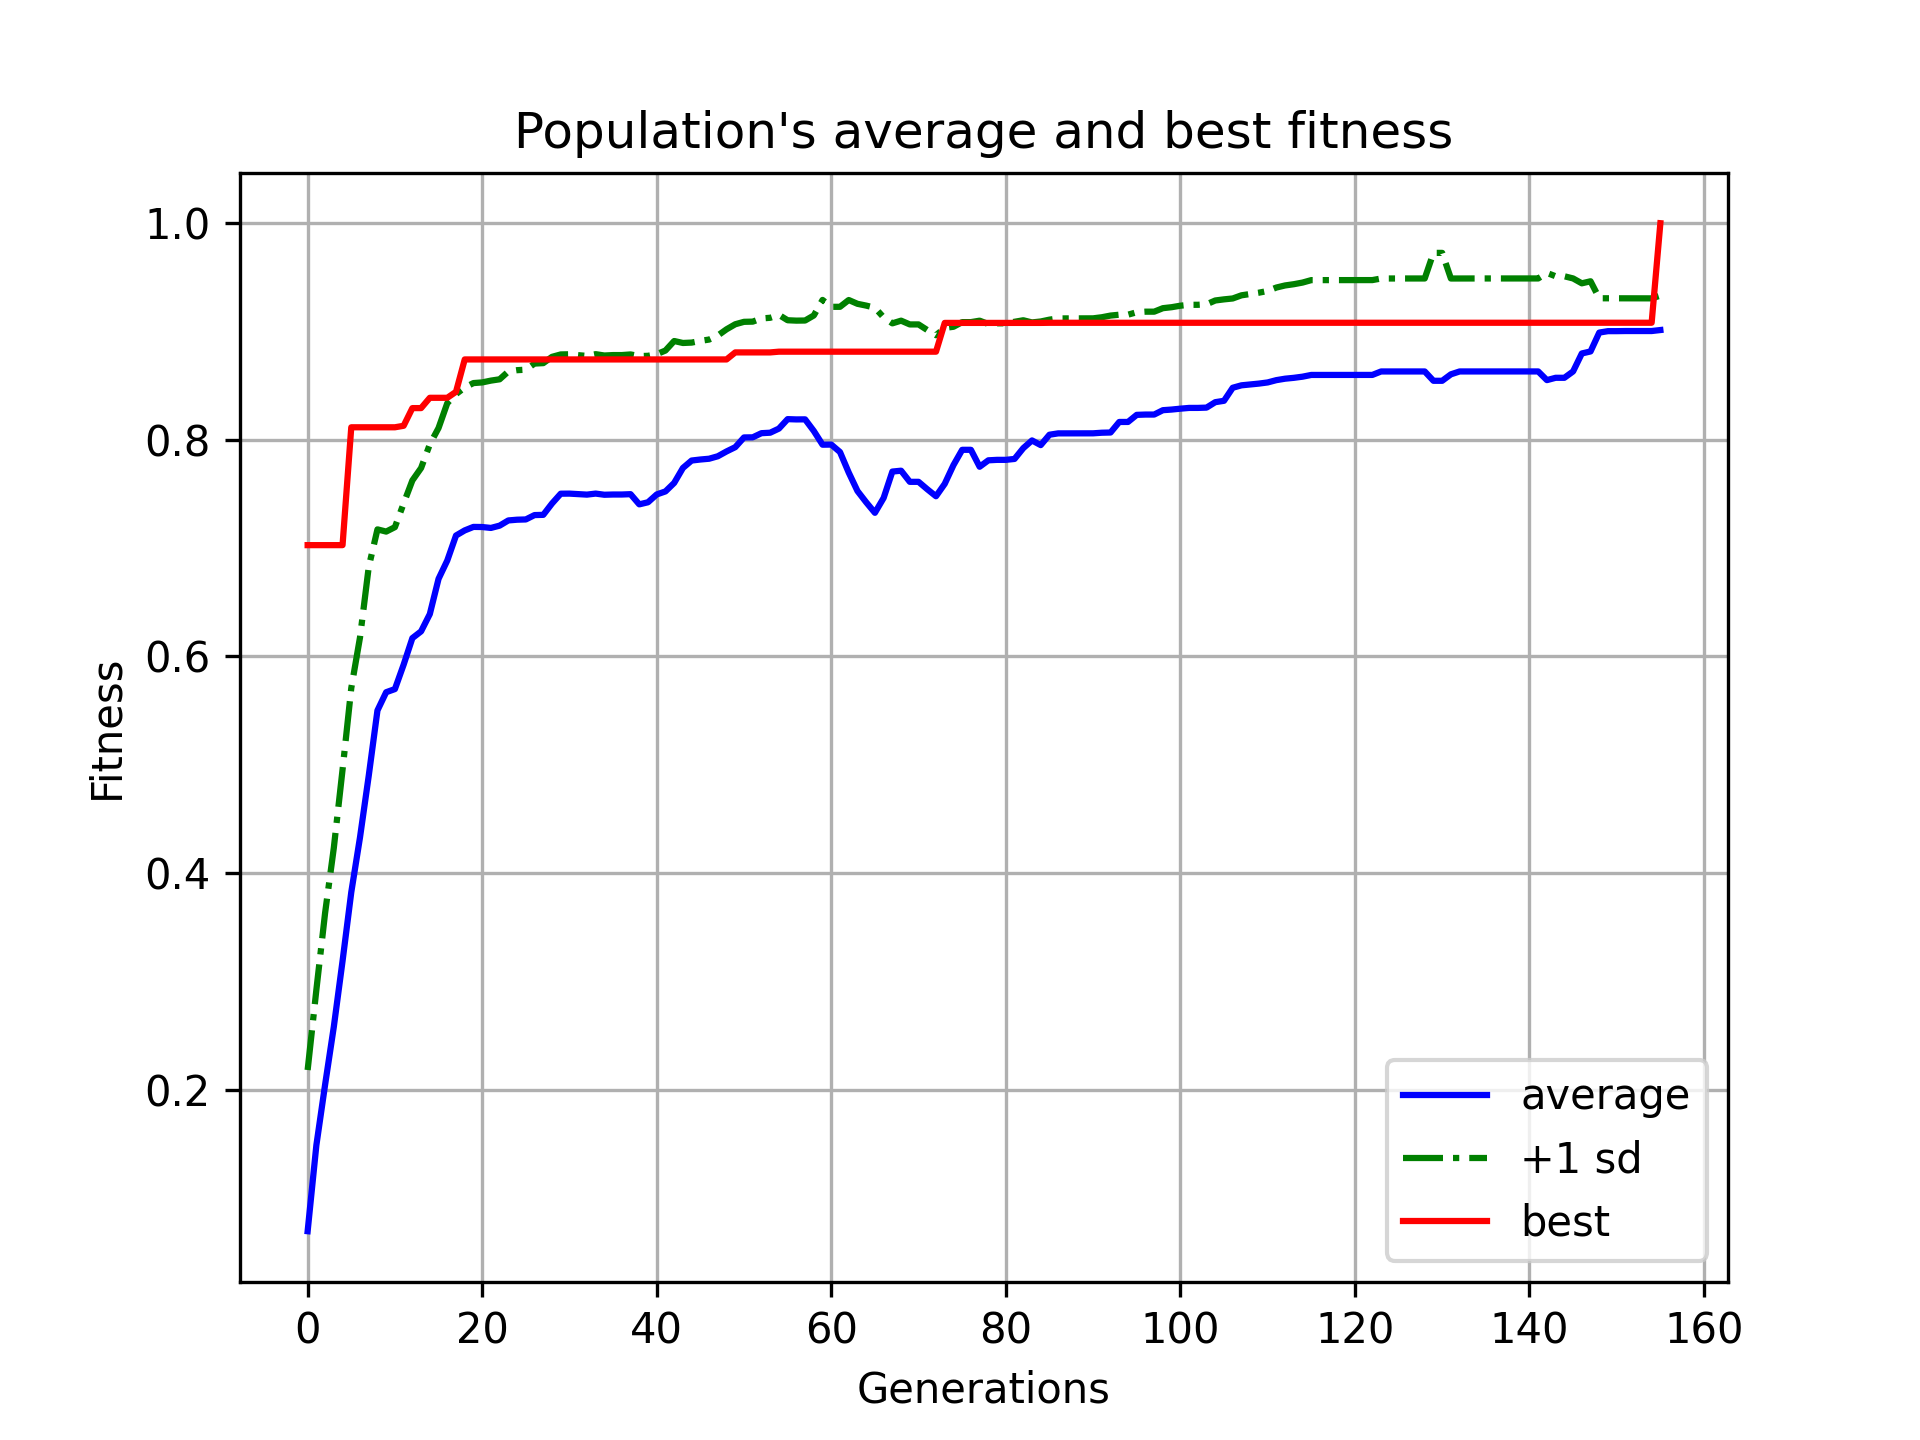 Population's average and best fitness
1.0
0.8
0.6
0.4
0.2
Fitness
0 20 40 60 80 100 120 140 160
Generations
average
+1 sd
best